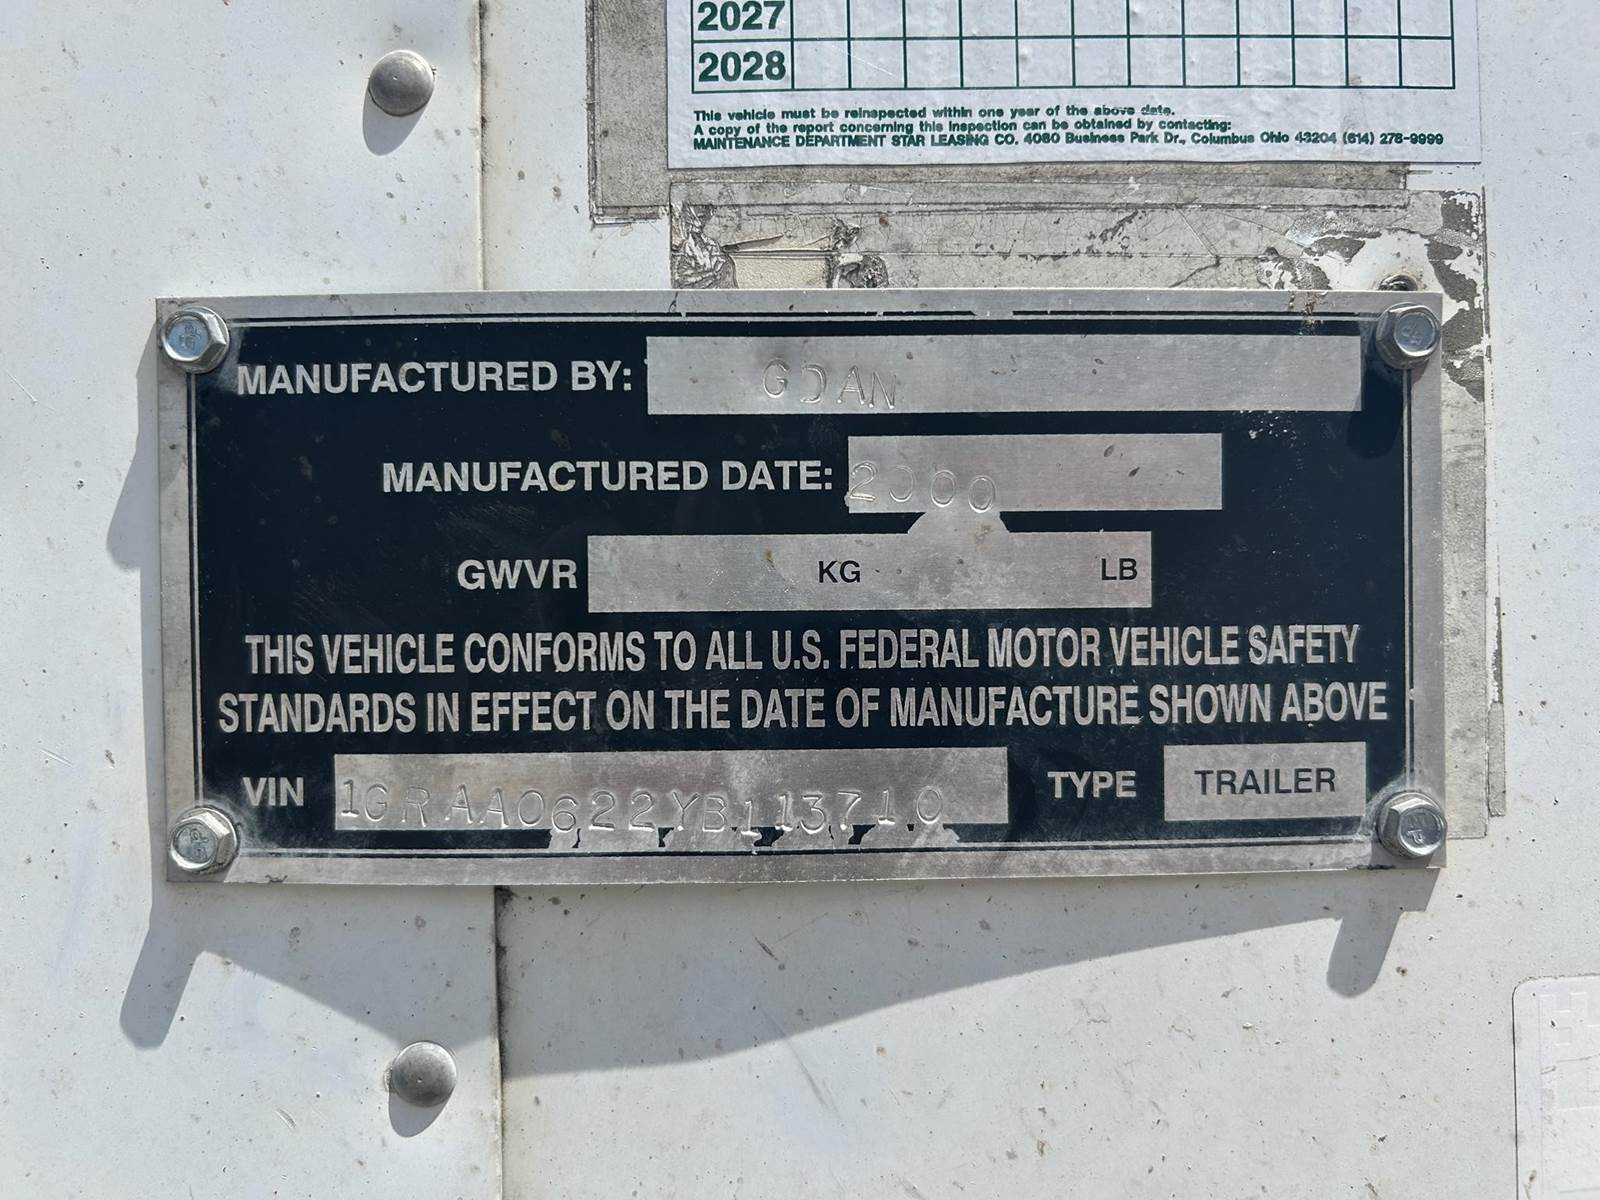 2027
2028
This vehicle must be reinspected within one year of the above date.
A copy of the report concerning this inspection can be obtained by contacting:
MAINTENANCE DEPARTMENT STAR LEASING CO. 4080 Business Park Dr., Columbus Ohio 43204 (614) 278-9999
MANUFACTURED BY: GDAN
MANUFACTURED DATE: 2000
GWVR KG LB
THIS VEHICLE CONFORMS TO ALL U.S. FEDERAL MOTOR VEHICLE SAFETY
STANDARDS IN EFFECT ON THE DATE OF MANUFACTURE SHOWN ABOVE
VIN 1GRAA0622YB113710 TYPE TRAILER